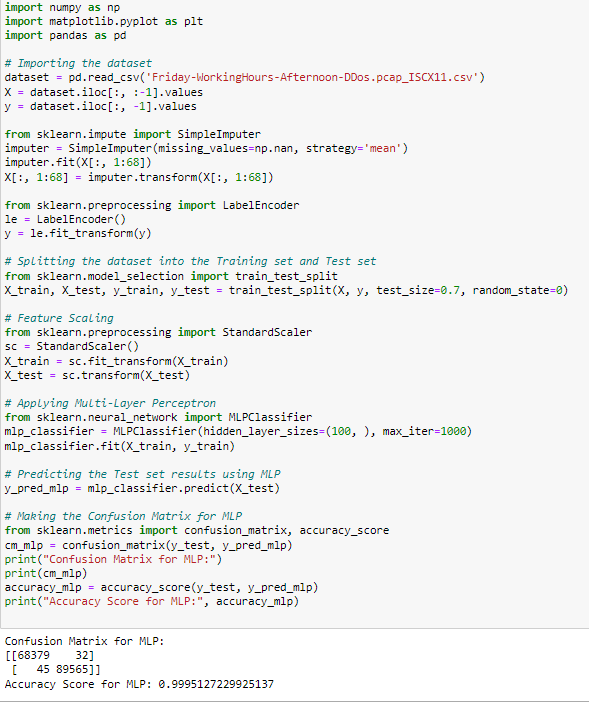 import numpy as np
import matplotlib.pyplot as plt
import pandas as pd
# Importing the dataset
dataset = pd.read_csv('Friday-WorkingHours-Afternoon-DDos.pcap_ISCX11.csv')
X = dataset.iloc[:, :-1].values
y = dataset.iloc[:, -1].values
from sklearn.impute import SimpleImputer
imputer = SimpleImputer(missing_values=np.nan, strategy='mean')
imputer.fit(X[:, 1:68])
X[:, 1:68] = imputer.transform(X[:, 1:68])
from sklearn.preprocessing import LabelEncoder
le = LabelEncoder()
y = le.fit_transform(y)
# Splitting the dataset into the Training set and Test set
from sklearn.model_selection import train_test_split
X_train, X_test, y_train, y_test = train_test_split(X, y, test_size=0.7, random_state=0)
# Feature Scaling
from sklearn.preprocessing import StandardScaler
sc = StandardScaler()
X_train = sc.fit_transform(X_train)
X_test = sc.transform(X_test)
# Applying Multi-Layer Perceptron
from sklearn.neural_network import MLPClassifier
mlp_classifier = MLPClassifier(hidden_layer_sizes=(100, ), max_iter=1000)
mlp_classifier.fit(X_train, y_train)
# Predicting the Test set results using MLP
y_pred_mlp = mlp_classifier.predict(X_test)
# Making the Confusion Matrix for MLP
from sklearn.metrics import confusion_matrix, accuracy_score
cm_mlp = confusion_matrix(y_test, y_pred_mlp)
print("Confusion Matrix for MLP:")
print(cm_mlp)
accuracy_mlp = accuracy_score(y_test, y_pred_mlp)
print("Accuracy Score for MLP:", accuracy_mlp)
Confusion Matrix for MLP:
[[68379    32]
 [   45 89565]]
Accuracy Score for MLP: 0.9995127229925137